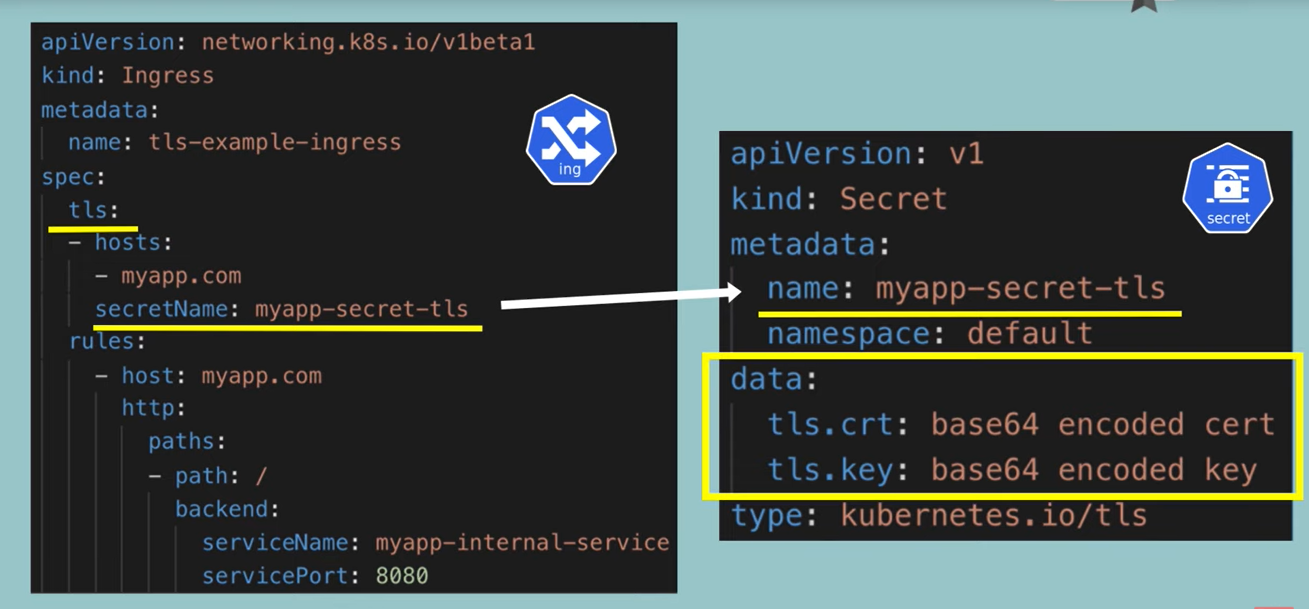 apiVersion: networking.k8s.io/v1beta1
kind: Ingress
metadata:
name: tls-example-ingress
spec:
tls:
- hosts:
- myapp.com
secretName: myapp-secret-tls
rules:
- host: myapp.com
http:
paths:
- path: /
backend:
serviceName: myapp-internal-service
servicePort: 8080
ing
apiVersion: v1
kind: Secret
metadata:
name: myapp-secret-tls
namespace: default
data:
tls.crt: base64 encoded cert
tls.key: base64 encoded key
type: kubernetes.io/tls
secret